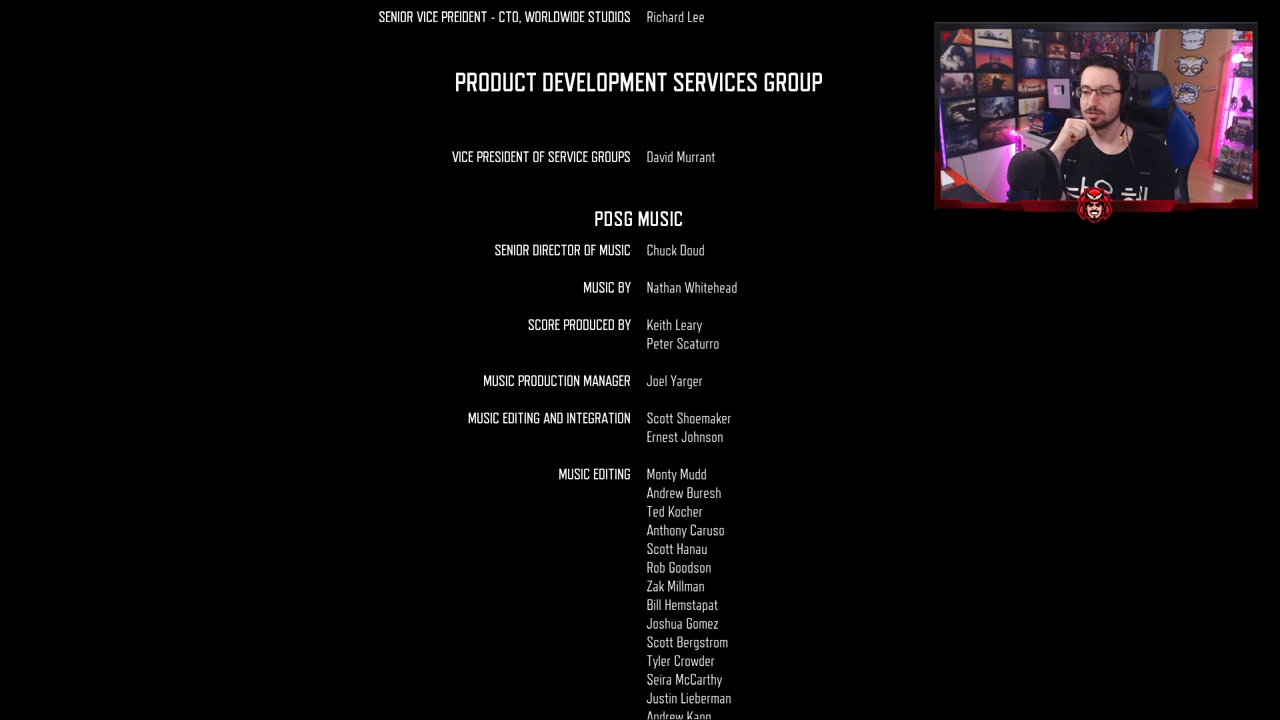 SENIOR VICE PREIDENT - CTO, WORLDWIDE STUDIOS Richard Lee
PRODUCT DEVELOPMENT SERVICES GROUP
VICE PRESIDENT OF SERVICE GROUPS David Murrant
PDSG MUSIC
SENIOR DIRECTOR OF MUSIC Chuck Doud
MUSIC BY Nathan Whitehead
SCORE PRODUCED BY Keith Leary
Peter Scaturro
MUSIC PRODUCTION MANAGER Joel Yarger
MUSIC EDITING AND INTEGRATION Scott Shoemaker
Ernest Johnson
MUSIC EDITING Monty Mudd
Andrew Buresh
Ted Kocher
Anthony Caruso
Scott Hanau
Rob Goodson
Zak Millman
Bill Hemstapat
Joshua Gomez
Scott Bergstrom
Tyler Crowder
Seira McCarthy
Justin Lieberman
Andrew Kang